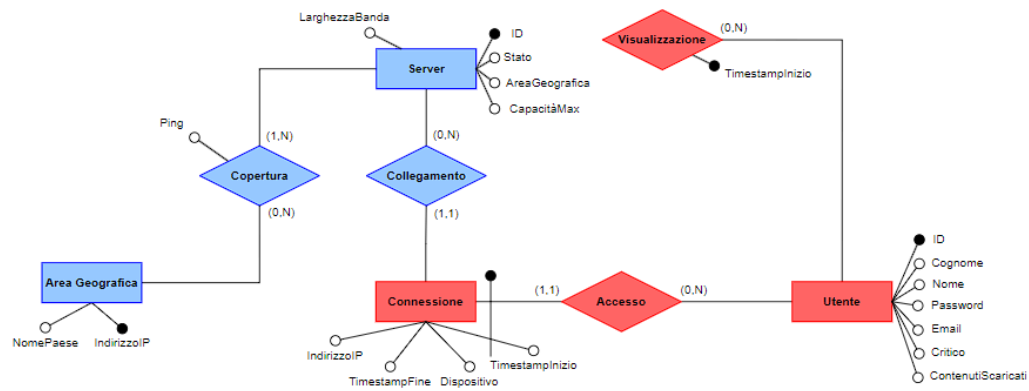 LarghezzaBanda
ID
Server
Stato
AreaGeografica
CapacitàMax
Visualizzazione
(0,N)
TimestampInizio
Ping
(1,N)
(0,N)
Copertura
Collegamento
(0,N)
(1,1)
Area Geografica
NomePaese
IndirizzoIP
Connessione
(1,1)
Accesso
(0,N)
Utente
IndirizzoIP
TimestampFine
Dispositivo
TimestampInizio
ID
Cognome
Nome
Password
Email
Critico
ContenutiScaricati